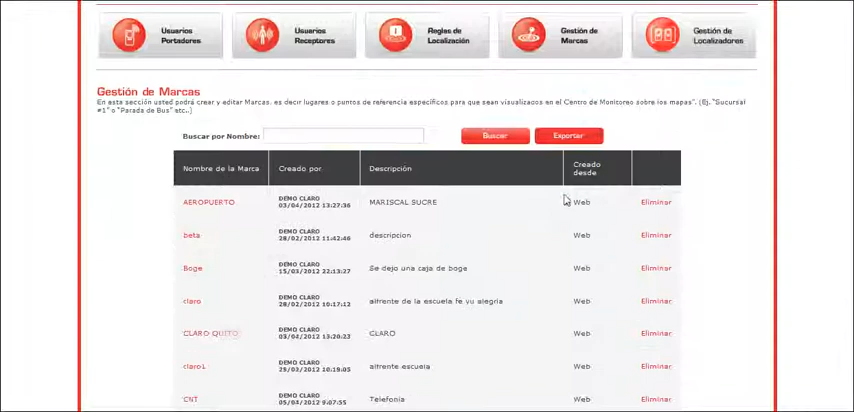 Usuarios
Portadores
Usuarios
Receptores
Reglas de
Localización
Gestión de
Marcas
Gestión de
Localizadores
Gestión de Marcas
En esta sección usted podrá crear y editar Marcas, es decir lugares o puntos de referencia específicos para que sean visualizados en el Centro de Monitoreo sobre los mapas". (Ej. "Sucursal
#1" o "Parada de Bus" etc..)
Buscar por Nombre:
Buscar
Exportar
Nombre de la Marca Creado por Descripción Creado
desde
AEROPUERTO DEMO CLARO
03/04/2012 13:27:36 MARISCAL SUCRE Web Eliminar
beta DEMO CLARO
28/02/2012 11:42:46 descripcion Web Eliminar
Boge DEMO CLARO
15/03/2012 22:13:27 Se dejo una caja de boge Web Eliminar
claro DEMO CLARO
28/02/2012 10:17:12 alfrente de la escuela fe yu alegria Web Eliminar
CLARO QUITO DEMO CLARO
03/04/2012 13:20:23 CLARO Web Eliminar
claro1 DEMO CLARO
25/03/2012 10:19:05 alfrente escuela Web Eliminar
CNT DEMO CLARO
05/04/2012 9:07:55 Telefonia Web Eliminar